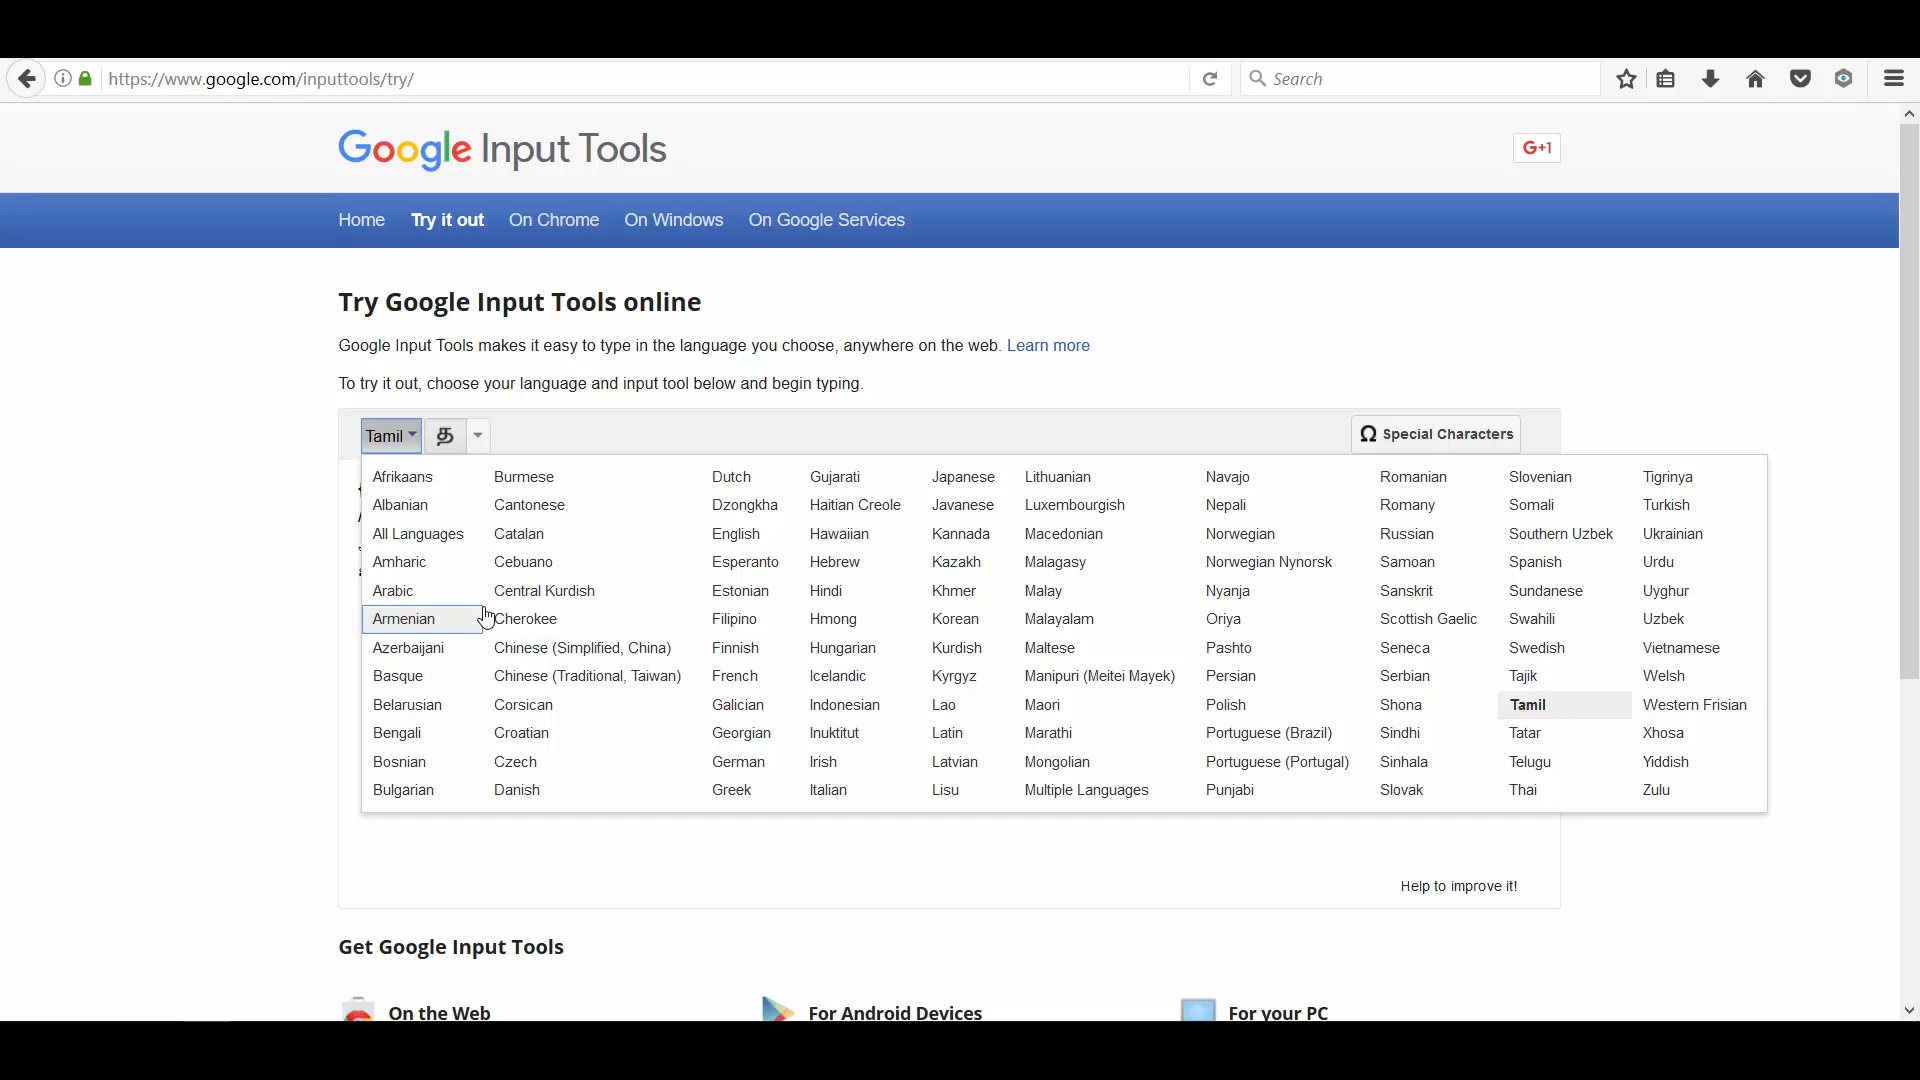 https://www.google.com/inputtools/try/
Search
Google Input Tools
G+1
Home Try it out On Chrome On Windows On Google Services
Try Google Input Tools online
Google Input Tools makes it easy to type in the language you choose, anywhere on the web. Learn more
To try it out, choose your language and input tool below and begin typing.
Tamil த Ω Special Characters
Afrikaans Burmese Dutch Gujarati Japanese Lithuanian Navajo Romanian Slovenian Tigrinya
Albanian Cantonese Dzongkha Haitian Creole Javanese Luxembourgish Nepali Romany Somali Turkish
All Languages Catalan English Hawaiian Kannada Macedonian Norwegian Russian Southern Uzbek Ukrainian
Amharic Cebuano Esperanto Hebrew Kazakh Malagasy Norwegian Nynorsk Samoan Spanish Urdu
Arabic Central Kurdish Estonian Hindi Khmer Malay Nyanja Sanskrit Sundanese Uyghur
Armenian Cherokee Filipino Hmong Korean Malayalam Oriya Scottish Gaelic Swahili Uzbek
Azerbaijani Chinese (Simplified, China) Finnish Hungarian Kurdish Maltese Pashto Seneca Swedish Vietnamese
Basque Chinese (Traditional, Taiwan) French Icelandic Kyrgyz Manipuri (Meitei Mayek) Persian Serbian Tajik Welsh
Belarusian Corsican Galician Indonesian Lao Maori Polish Shona Tamil Western Frisian
Bengali Croatian Georgian Inuktitut Latin Marathi Portuguese (Brazil) Sindhi Tatar Xhosa
Bosnian Czech German Irish Latvian Mongolian Portuguese (Portugal) Sinhala Telugu Yiddish
Bulgarian Danish Greek Italian Lisu Multiple Languages Punjabi Slovak Thai Zulu
Help to improve it!
Get Google Input Tools
On the Web For Android Devices For your PC